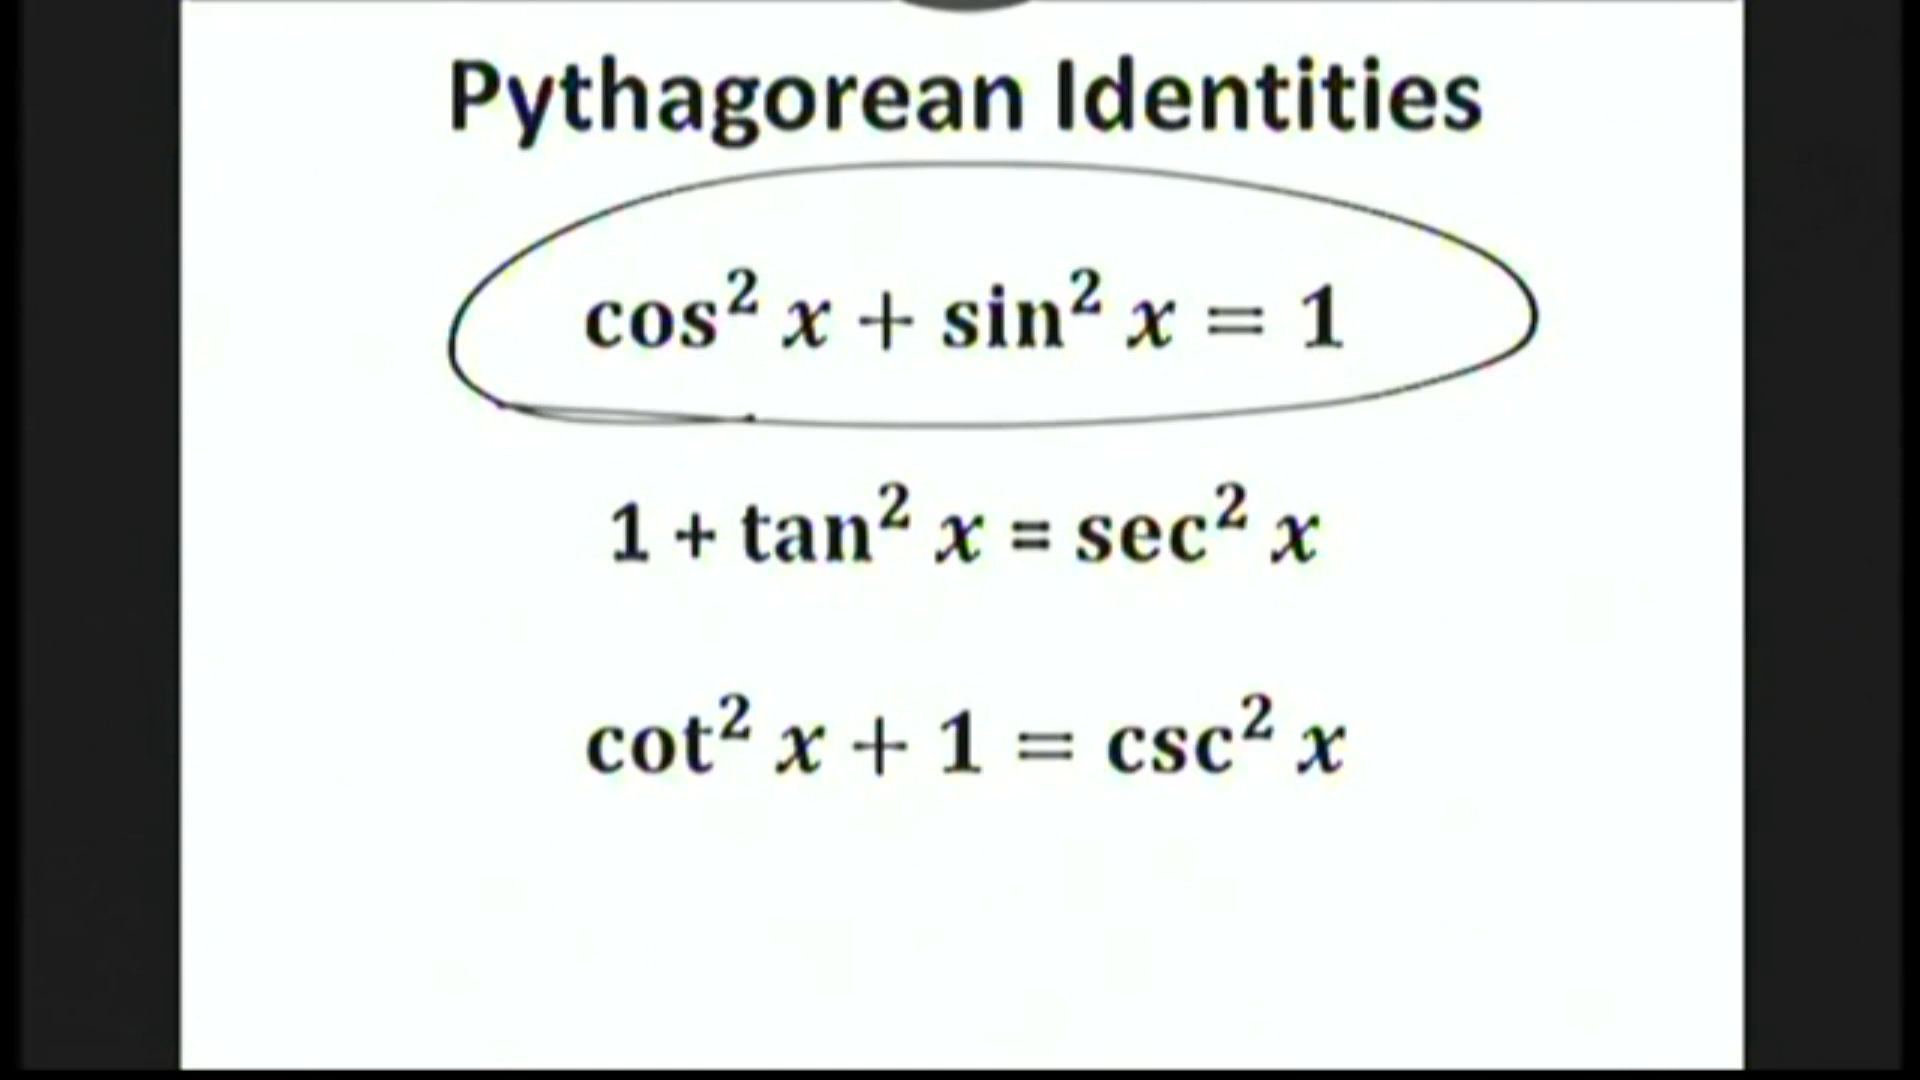 Pythagorean Identities
cos² x + sin² x = 1
1 + tan² x = sec² x
cot² x + 1 = csc² x